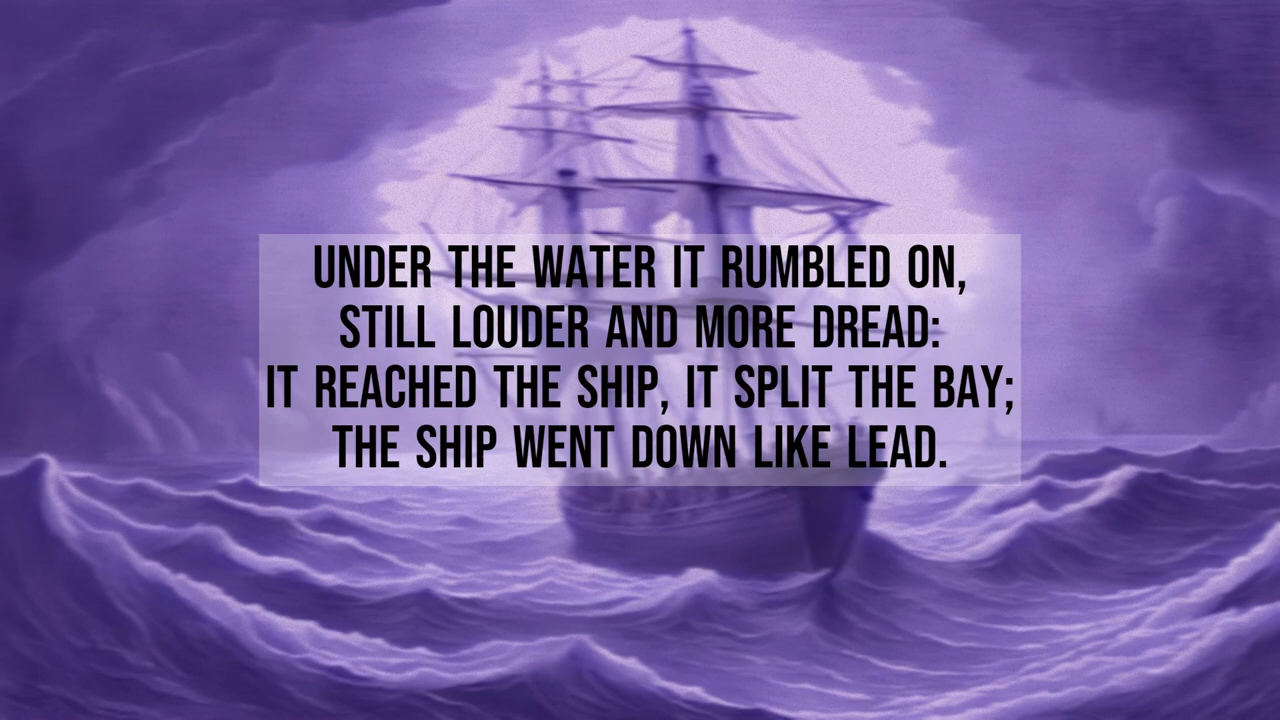 UNDER THE WATER IT RUMBLED ON,
STILL LOUDER AND MORE DREAD:
IT REACHED THE SHIP, IT SPLIT THE BAY;
THE SHIP WENT DOWN LIKE LEAD.